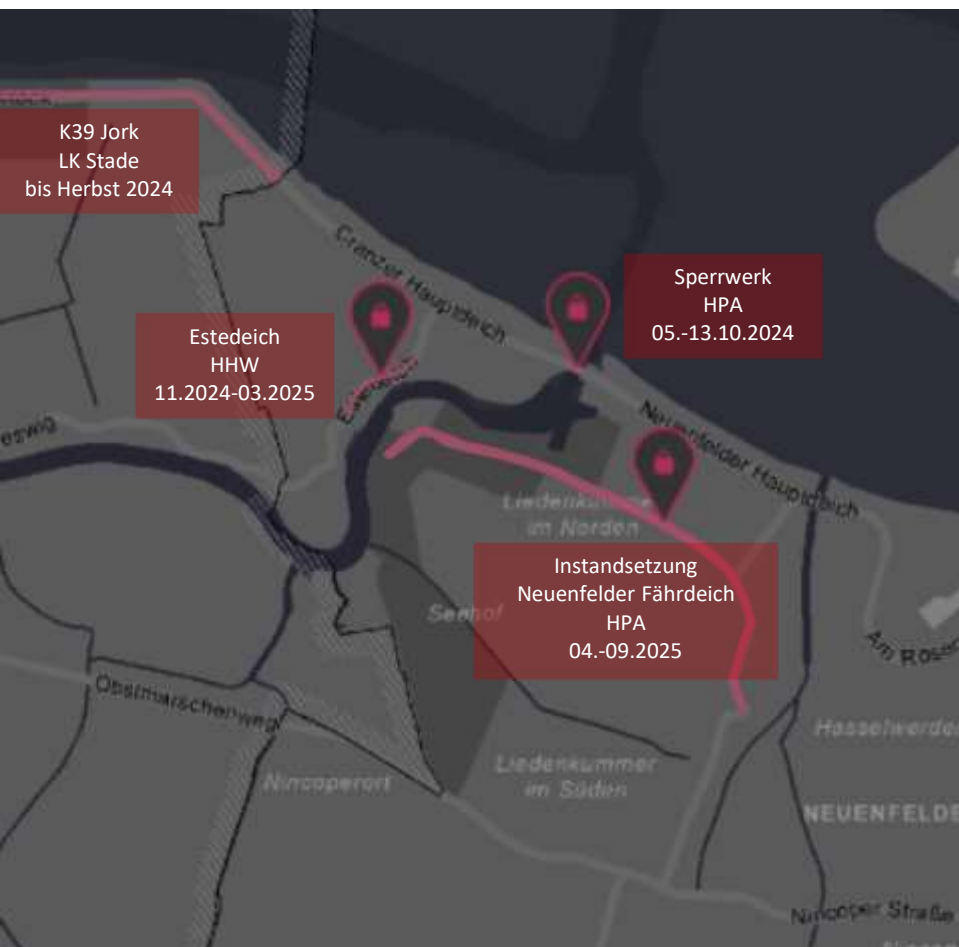 K39 Jork
LK Stade
bis Herbst 2024
Cranzer Hauptdeich
Sperrwerk
HPA
05.-13.10.2024
Estedeich
HHW
11.2024-03.2025
Neuenfelder Hauptdeich
Liedenkummer
im Norden
Instandsetzung
Neuenfelder Fährdeich
HPA
04.-09.2025
Seehof
Obstmarschenweg
Nincoperort
Liedenkummer
im Süden
NEUENFELDE
Nincoper Straße